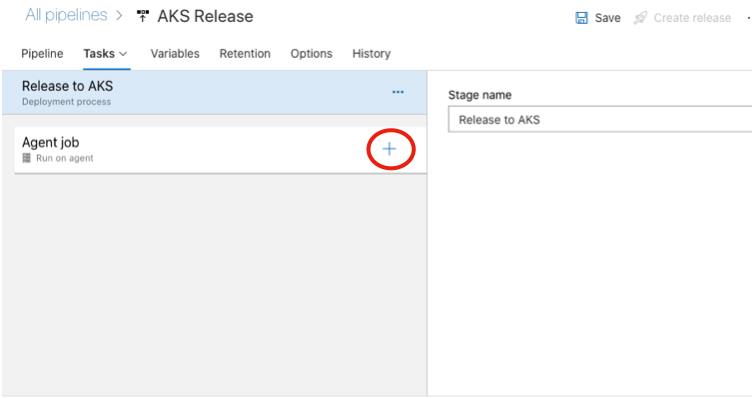 All pipelines > AKS Release
Save Create release
Pipeline Tasks Variables Retention Options History
Release to AKS
Deployment process
Stage name
Release to AKS
Agent job
Run on agent